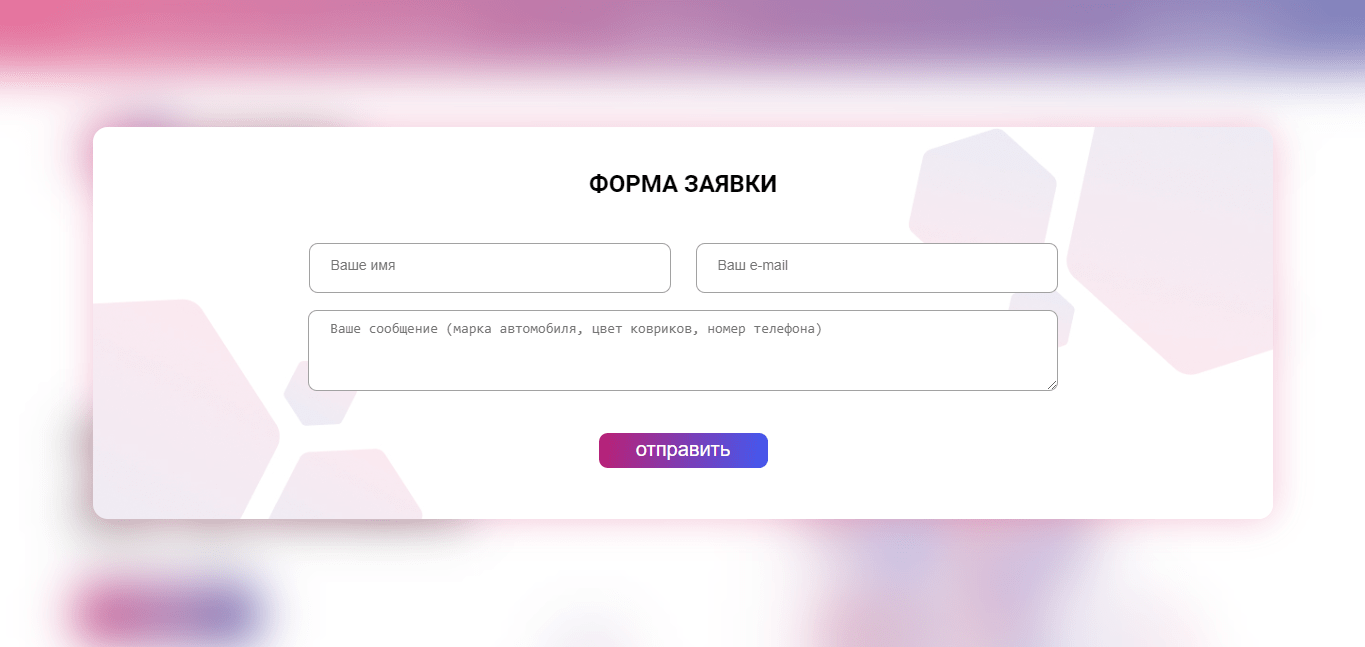 ФОРМА ЗАЯВКИ
Ваше имя
Ваш e-mail
Ваше сообщение (марка автомобиля, цвет ковриков, номер телефона)
отправить